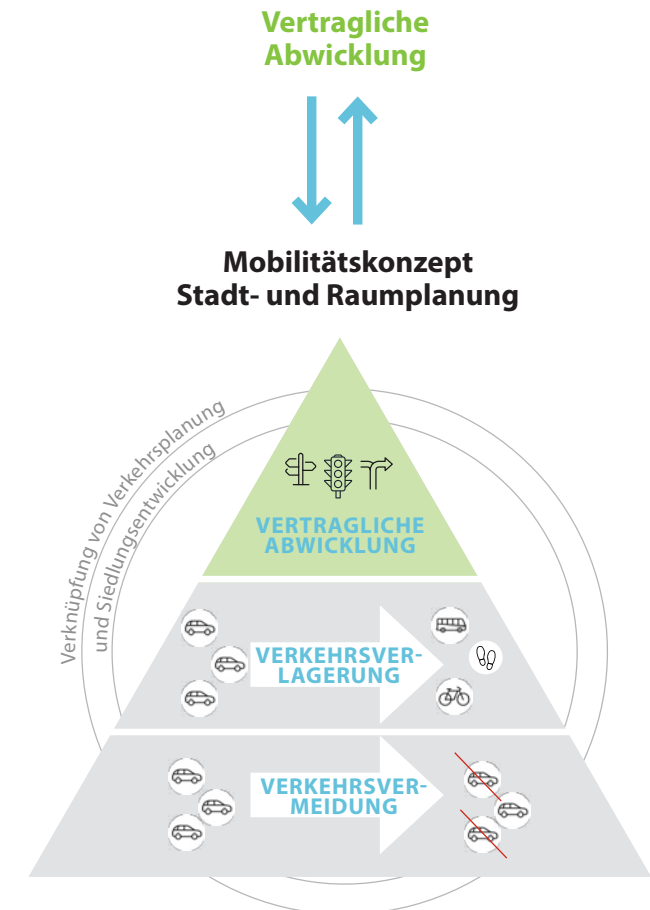 Vertragliche
Abwicklung
Mobilitätskonzept
Stadt- und Raumplanung
Verknüpfung von Verkehrsplanung
und Siedlungsentwicklung
VERTRAGLICHE
ABWICKLUNG
VERKEHRSVER-
LAGERUNG
VERKEHRSVER-
MEIDUNG